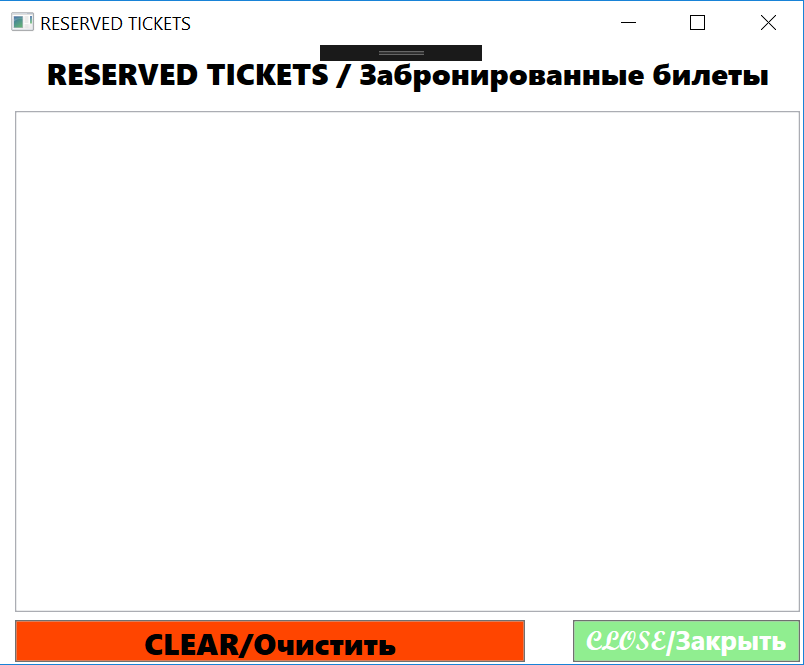 RESERVED TICKETS
RESERVED TICKETS / Забронированные билеты
CLEAR/Очистить
CLOSE/Закрыть